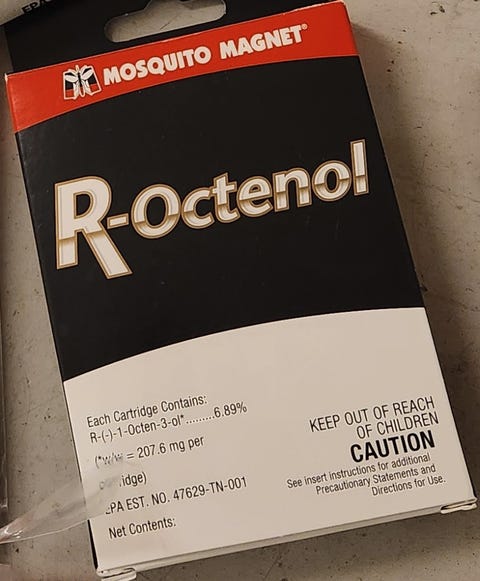 EPA
MOSQUITO MAGNET®
R-Octenol
Each Cartridge Contains:
R-(-)-1-Octen-3-ol*.........6.89%
(*w/w = 207.6 mg per
EPA EST. NO. 47629-TN-001
Net Contents:
KEEP OUT OF REACH
OF CHILDREN
CAUTION
See insert instructions for additional
Precautionary Statements and
Directions for Use.